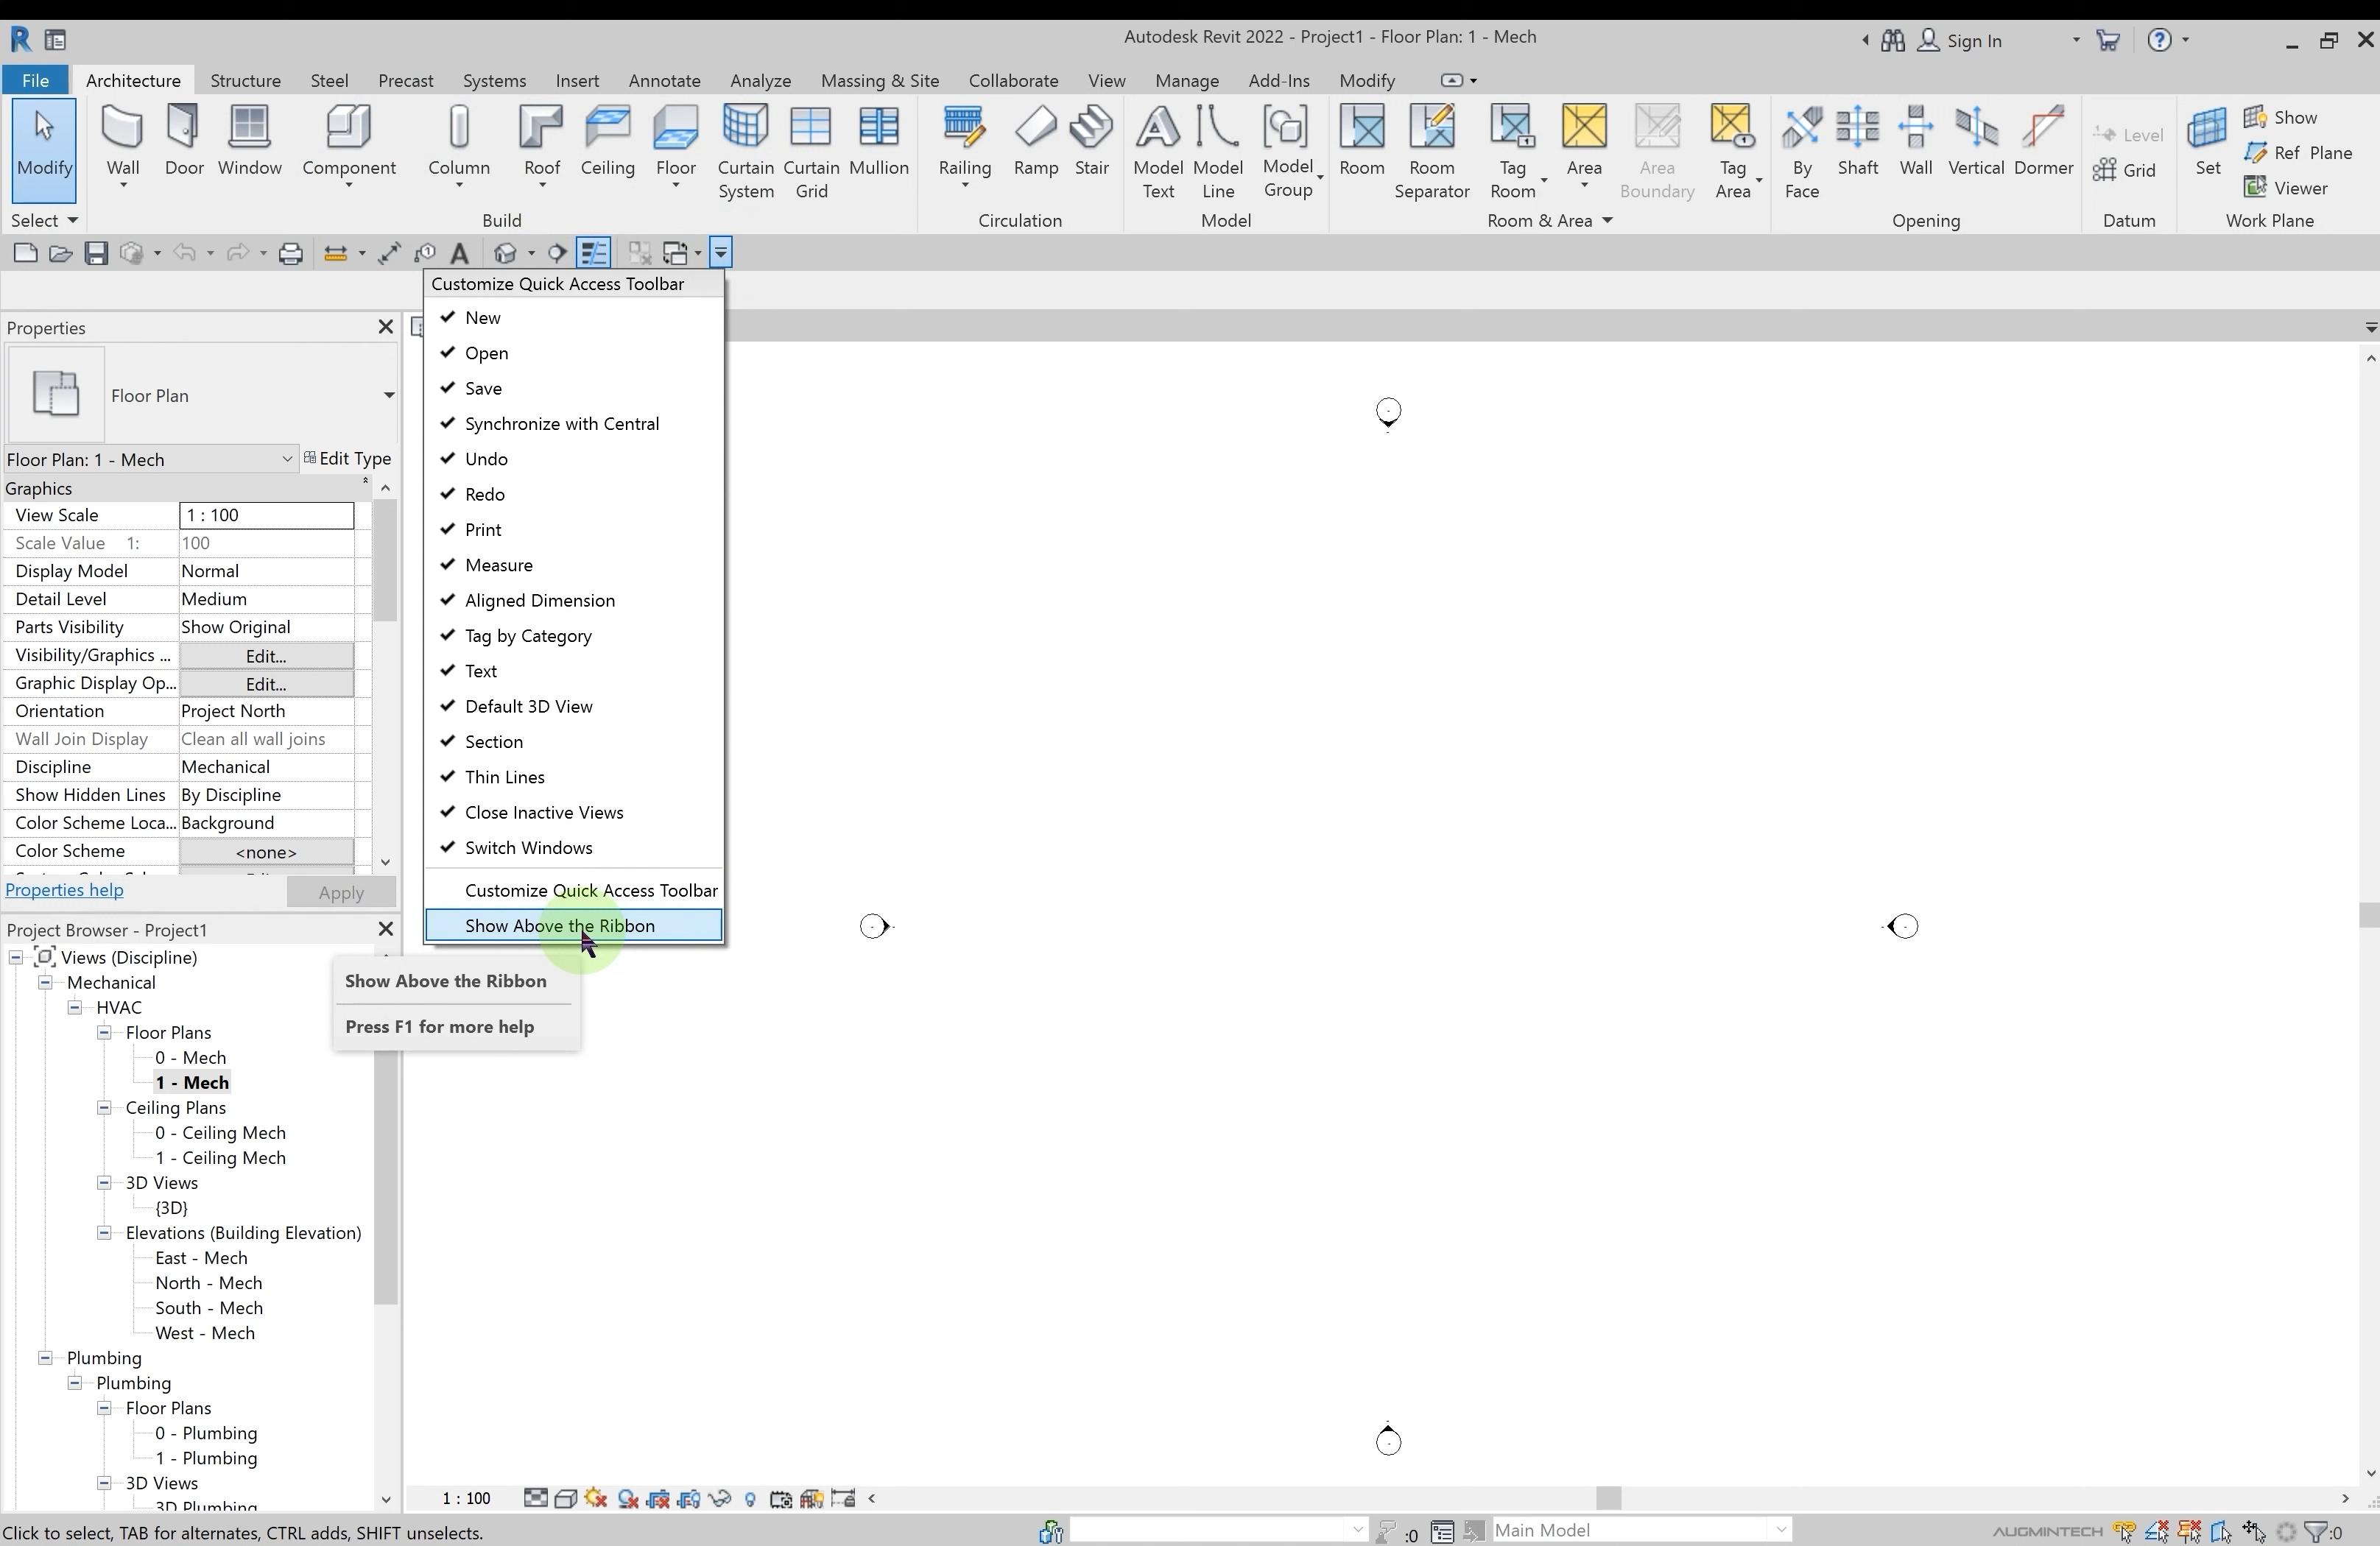 Autodesk Revit 2022 - Project1 - Floor Plan: 1 - Mech
Sign In
File Architecture Structure Steel Precast Systems Insert Annotate Analyze Massing & Site Collaborate View Manage Add-Ins Modify
Modify
Wall
Door
Window
Component
Column
Roof
Ceiling
Floor
Curtain
System
Curtain
Grid
Mullion
Railing
Ramp
Stair
Model
Text
Model
Line
Model
Group
Room
Room
Separator
Tag
Room
Area
Area
Boundary
Tag
Area
By
Face
Shaft
Wall
Vertical
Dormer
Level
Grid
Set
Show
Ref Plane
Viewer
Select Build Circulation Model Room & Area Opening Datum Work Plane
Customize Quick Access Toolbar
New
Open
Save
Synchronize with Central
Undo
Redo
Print
Measure
Aligned Dimension
Tag by Category
Text
Default 3D View
Section
Thin Lines
Close Inactive Views
Switch Windows
Customize Quick Access Toolbar
Show Above the Ribbon
Show Above the Ribbon
Press F1 for more help
Properties
Floor Plan
Floor Plan: 1 - Mech Edit Type
Graphics
View Scale 1 : 100
Scale Value 1: 100
Display Model Normal
Detail Level Medium
Parts Visibility Show Original
Visibility/Graphics ... Edit...
Graphic Display Op... Edit...
Orientation Project North
Wall Join Display Clean all wall joins
Discipline Mechanical
Show Hidden Lines By Discipline
Color Scheme Loca... Background
Color Scheme <none>
Properties help Apply
Project Browser - Project1
Views (Discipline)
Mechanical
HVAC
Floor Plans
0 - Mech
1 - Mech
Ceiling Plans
0 - Ceiling Mech
1 - Ceiling Mech
3D Views
{3D}
Elevations (Building Elevation)
East - Mech
North - Mech
South - Mech
West - Mech
Plumbing
Plumbing
Floor Plans
0 - Plumbing
1 - Plumbing
3D Views
3D Plumbing
1 : 100
Click to select, TAB for alternates, CTRL adds, SHIFT unselects.
:0
Main Model
AUGMINTECH
:0